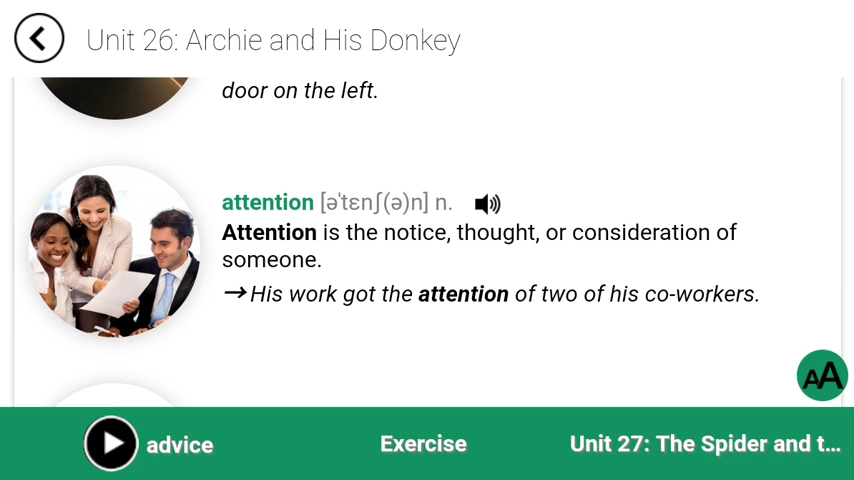 Unit 26: Archie and His Donkey
door on the left.
attention [əˈtɛnʃ(ə)n] n.
Attention is the notice, thought, or consideration of
someone.
→ His work got the attention of two of his co-workers.
AA
advice
Exercise
Unit 27: The Spider and t...